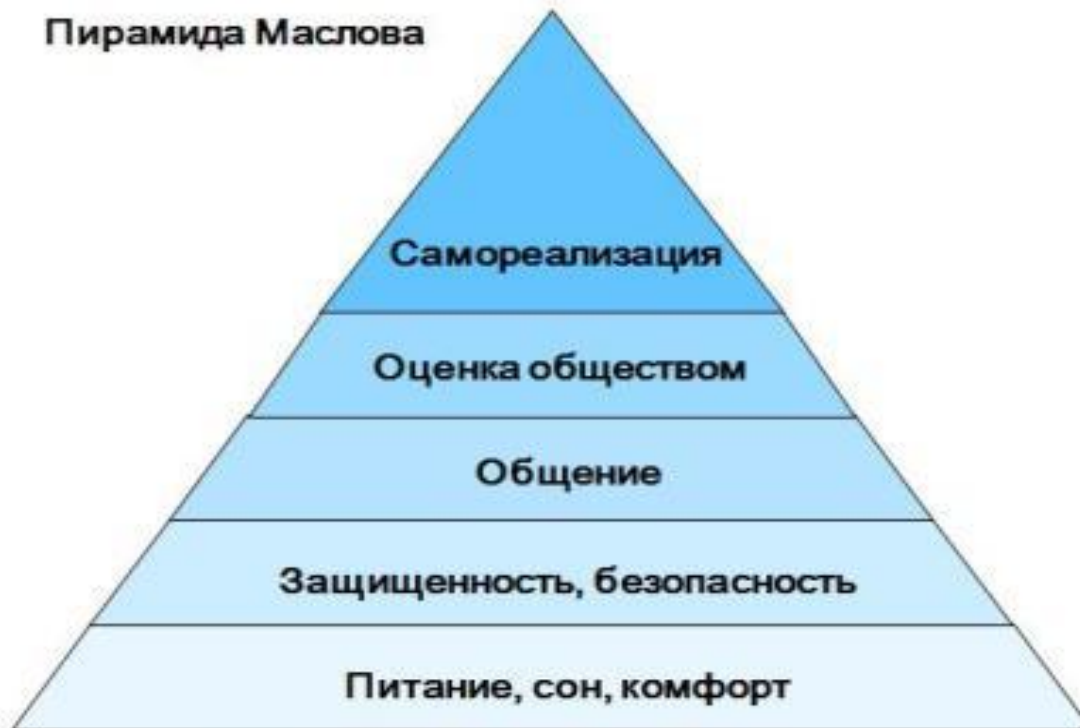 Пирамида Маслова
Самореализация
Оценка обществом
Общение
Защищенность, безопасность
Питание, сон, комфорт